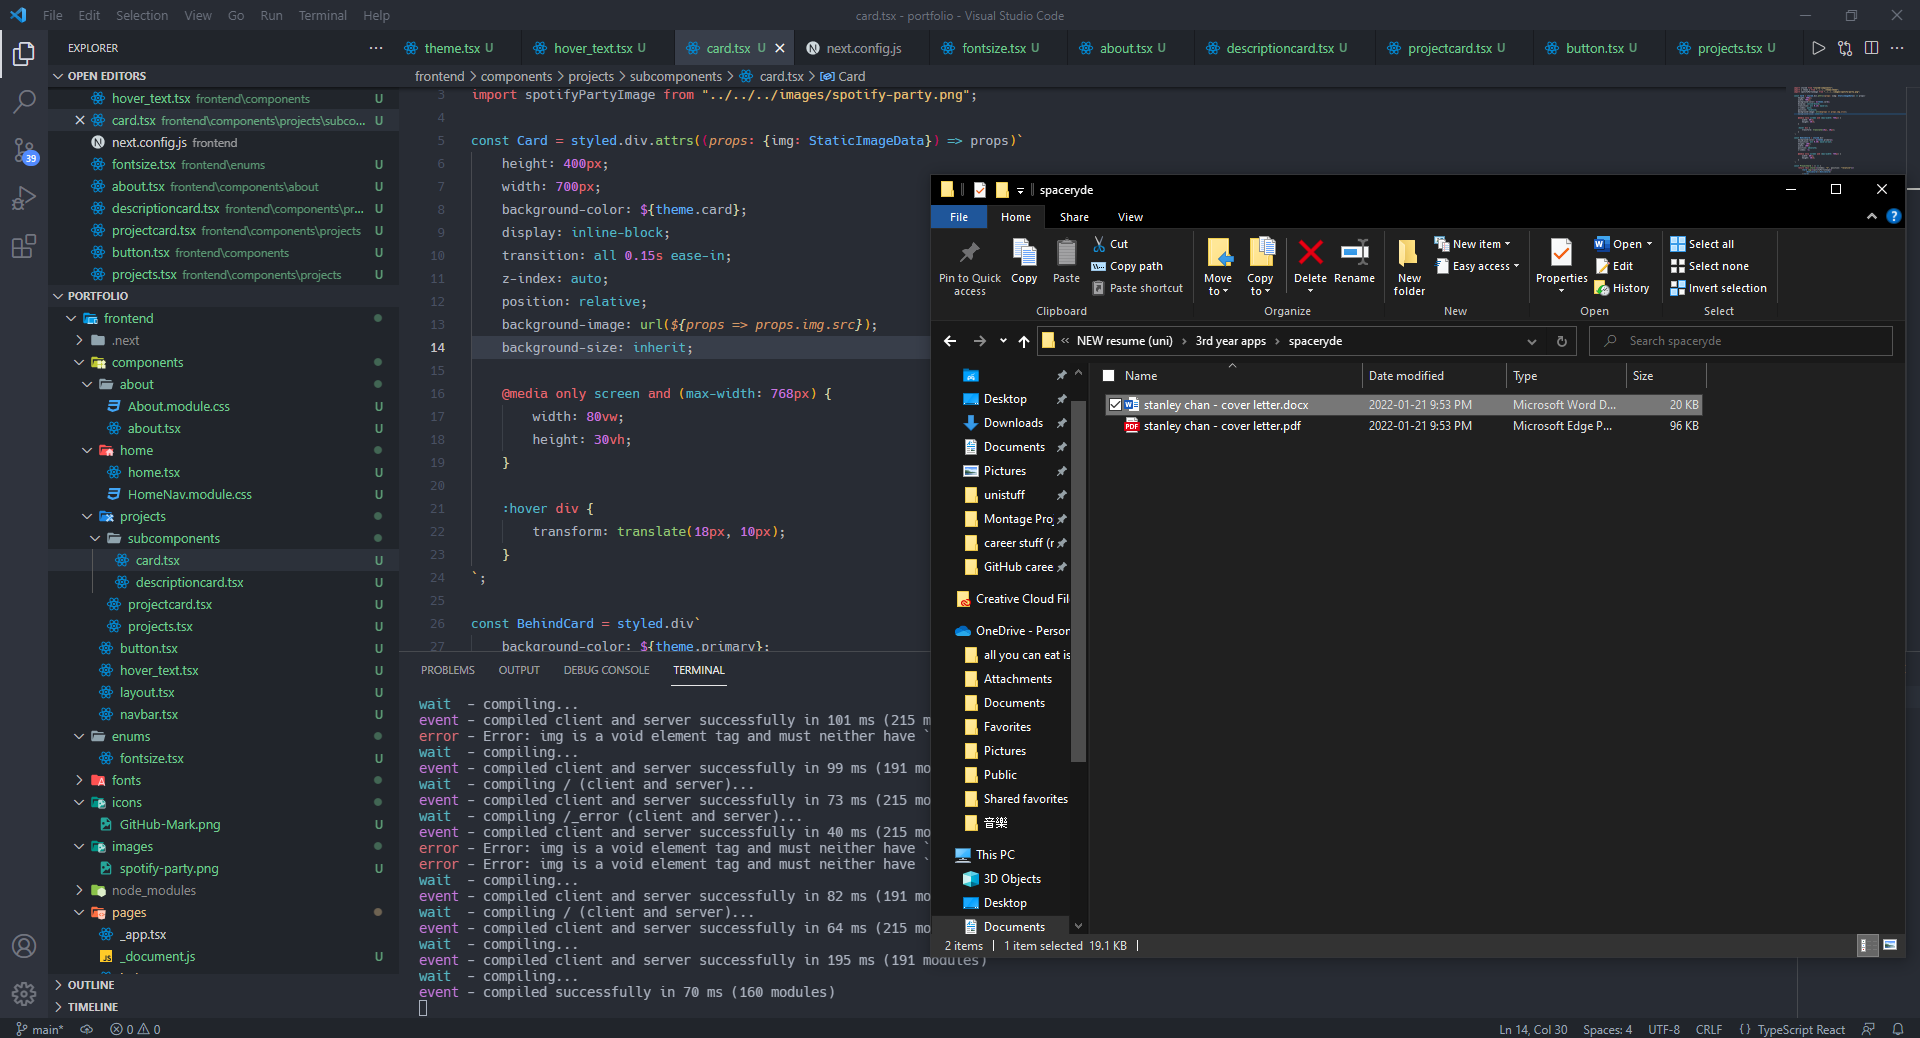 File Edit Selection View Go Run Terminal Help
card.tsx - portfolio - Visual Studio Code
EXPLORER
OPEN EDITORS
hover_text.tsx frontend\components U
card.tsx frontend\components\projects\subco... U
next.config.js frontend
fontsize.tsx frontend\enums U
about.tsx frontend\components\about U
descriptioncard.tsx frontend\components\pr... U
projectcard.tsx frontend\components\projects U
button.tsx frontend\components U
projects.tsx frontend\components\projects U
PORTFOLIO
frontend
.next
components
about
About.module.css U
about.tsx U
home
home.tsx U
HomeNav.module.css U
projects
subcomponents
card.tsx U
descriptioncard.tsx U
projectcard.tsx U
projects.tsx U
button.tsx U
hover_text.tsx U
layout.tsx U
navbar.tsx U
enums
fontsize.tsx U
fonts
icons
GitHub-Mark.png U
images
spotify-party.png U
node_modules
pages
_app.tsx
_document.js U
OUTLINE
TIMELINE
39
theme.tsx U hover_text.tsx U card.tsx U next.config.js fontsize.tsx U about.tsx U descriptioncard.tsx U projectcard.tsx U button.tsx U projects.tsx U
frontend > components > projects > subcomponents > card.tsx > Card
3 import spotifyPartyImage from "../../../images/spotify-party.png";
4
5 const Card = styled.div.attrs((props: {img: StaticImageData}) => props)`
6 height: 400px;
7 width: 700px;
8 background-color: ${theme.card};
9 display: inline-block;
10 transition: all 0.15s ease-in;
11 z-index: auto;
12 position: relative;
13 background-image: url(${props => props.img.src});
14 background-size: inherit;
15
16 @media only screen and (max-width: 768px) {
17 width: 80vw;
18 height: 30vh;
19 }
20
21 :hover div {
22 transform: translate(18px, 10px);
23 }
24 `;
25
26 const BehindCard = styled.div`
27 background-color: ${theme.primary};
PROBLEMS OUTPUT DEBUG CONSOLE TERMINAL
wait - compiling...
event - compiled client and server successfully in 101 ms (215 m
error - Error: img is a void element tag and must neither have `
wait - compiling...
event - compiled client and server successfully in 99 ms (191 mo
wait - compiling / (client and server)...
event - compiled client and server successfully in 73 ms (215 mo
wait - compiling /_error (client and server)...
event - compiled client and server successfully in 40 ms (215 mo
error - Error: img is a void element tag and must neither have `
error - Error: img is a void element tag and must neither have `
wait - compiling...
event - compiled client and server successfully in 82 ms (191 mo
wait - compiling / (client and server)...
event - compiled client and server successfully in 64 ms (215 mo
wait - compiling...
event - compiled client and server successfully in 195 ms (191 modules)
wait - compiling...
event - compiled successfully in 70 ms (160 modules)
spaceryde
File Home Share View
Pin to Quick access
Copy
Paste
Cut
Copy path
Paste shortcut
Clipboard
Move to
Copy to
Delete
Rename
Organize
New folder
New item
Easy access
New
Properties
Open
Edit
History
Open
Select all
Select none
Invert selection
Select
« NEW resume (uni) > 3rd year apps > spaceryde
Search spaceryde
Desktop
Downloads
Documents
Pictures
unistuff
Montage Proj
career stuff (r
GitHub caree
Creative Cloud Fil
OneDrive - Person
all you can eat is
Attachments
Documents
Favorites
Pictures
Public
Shared favorites
音樂
This PC
3D Objects
Desktop
Documents
Name Date modified Type Size
stanley chan - cover letter.docx 2022-01-21 9:53 PM Microsoft Word D... 20 KB
stanley chan - cover letter.pdf 2022-01-21 9:53 PM Microsoft Edge P... 96 KB
2 items 1 item selected 19.1 KB
main* 0 0
Ln 14, Col 30 Spaces: 4 UTF-8 CRLF {} TypeScript React